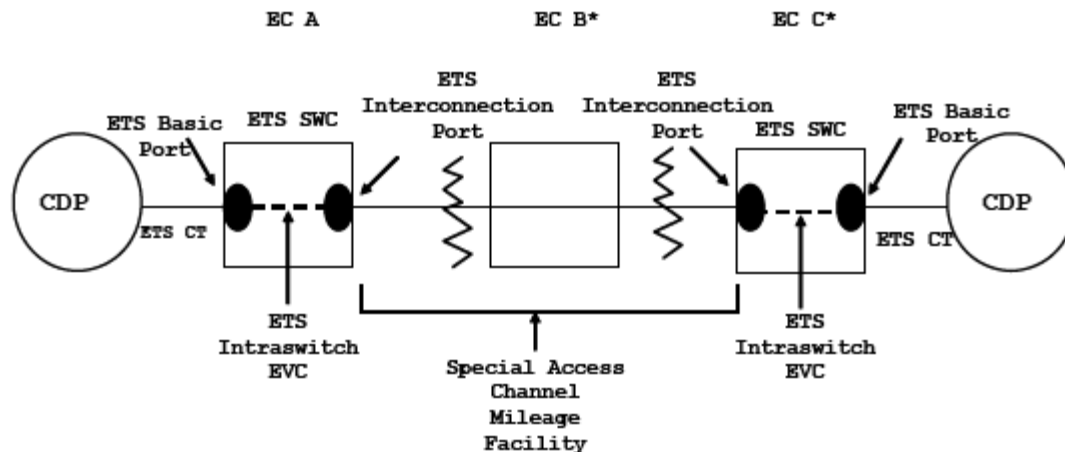 EC A
EC B*
EC C*
ETS
Interconnection
Port
ETS
Interconnection
Port
ETS Basic
Port
ETS SWC
ETS SWC
ETS Basic
Port
CDP
CDP
ETS CT
ETS CT
ETS
Intraswitch
EVC
ETS
Intraswitch
EVC
Special Access
Channel
Mileage
Facility